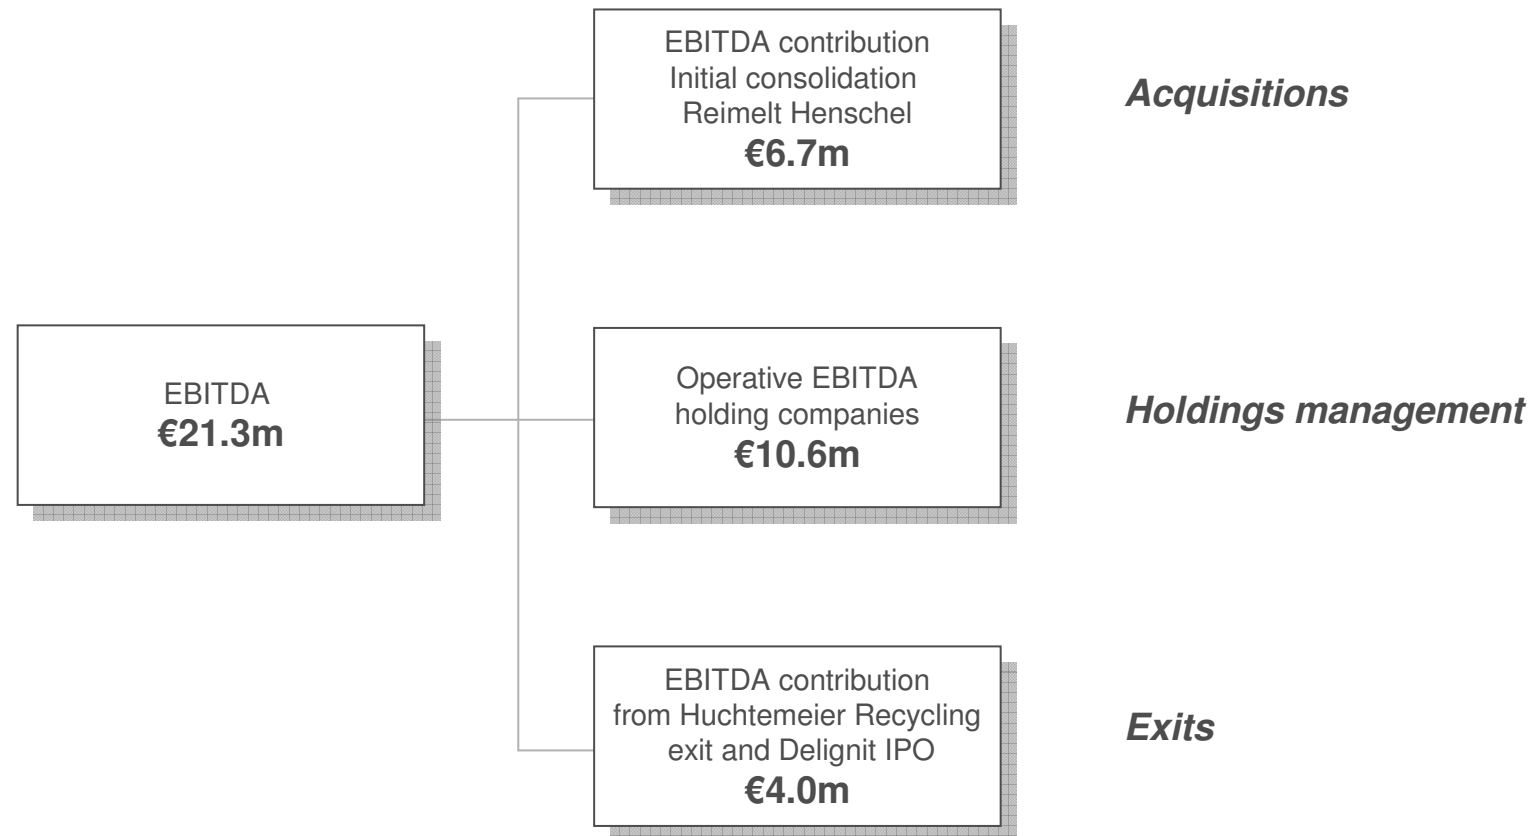 EBITDA contribution
Initial consolidation
Reimelt Henschel
€6.7m
Acquisitions
EBITDA
€21.3m
Operative EBITDA
holding companies
€10.6m
Holdings management
EBITDA contribution
from Huchtemeier Recycling
exit and Delignit IPO
€4.0m
Exits